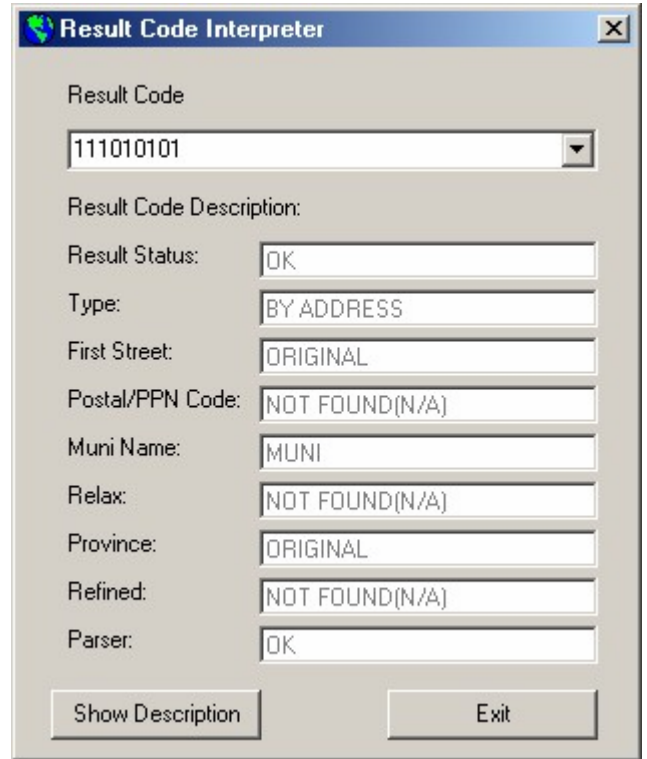 Result Code Interpreter
Result Code
111010101
Result Code Description:
Result Status: OK
Type: BY ADDRESS
First Street: ORIGINAL
Postal/PPN Code: NOT FOUND(N/A)
Muni Name: MUNI
Relax: NOT FOUND(N/A)
Province: ORIGINAL
Refined: NOT FOUND(N/A)
Parser: OK
Show Description Exit